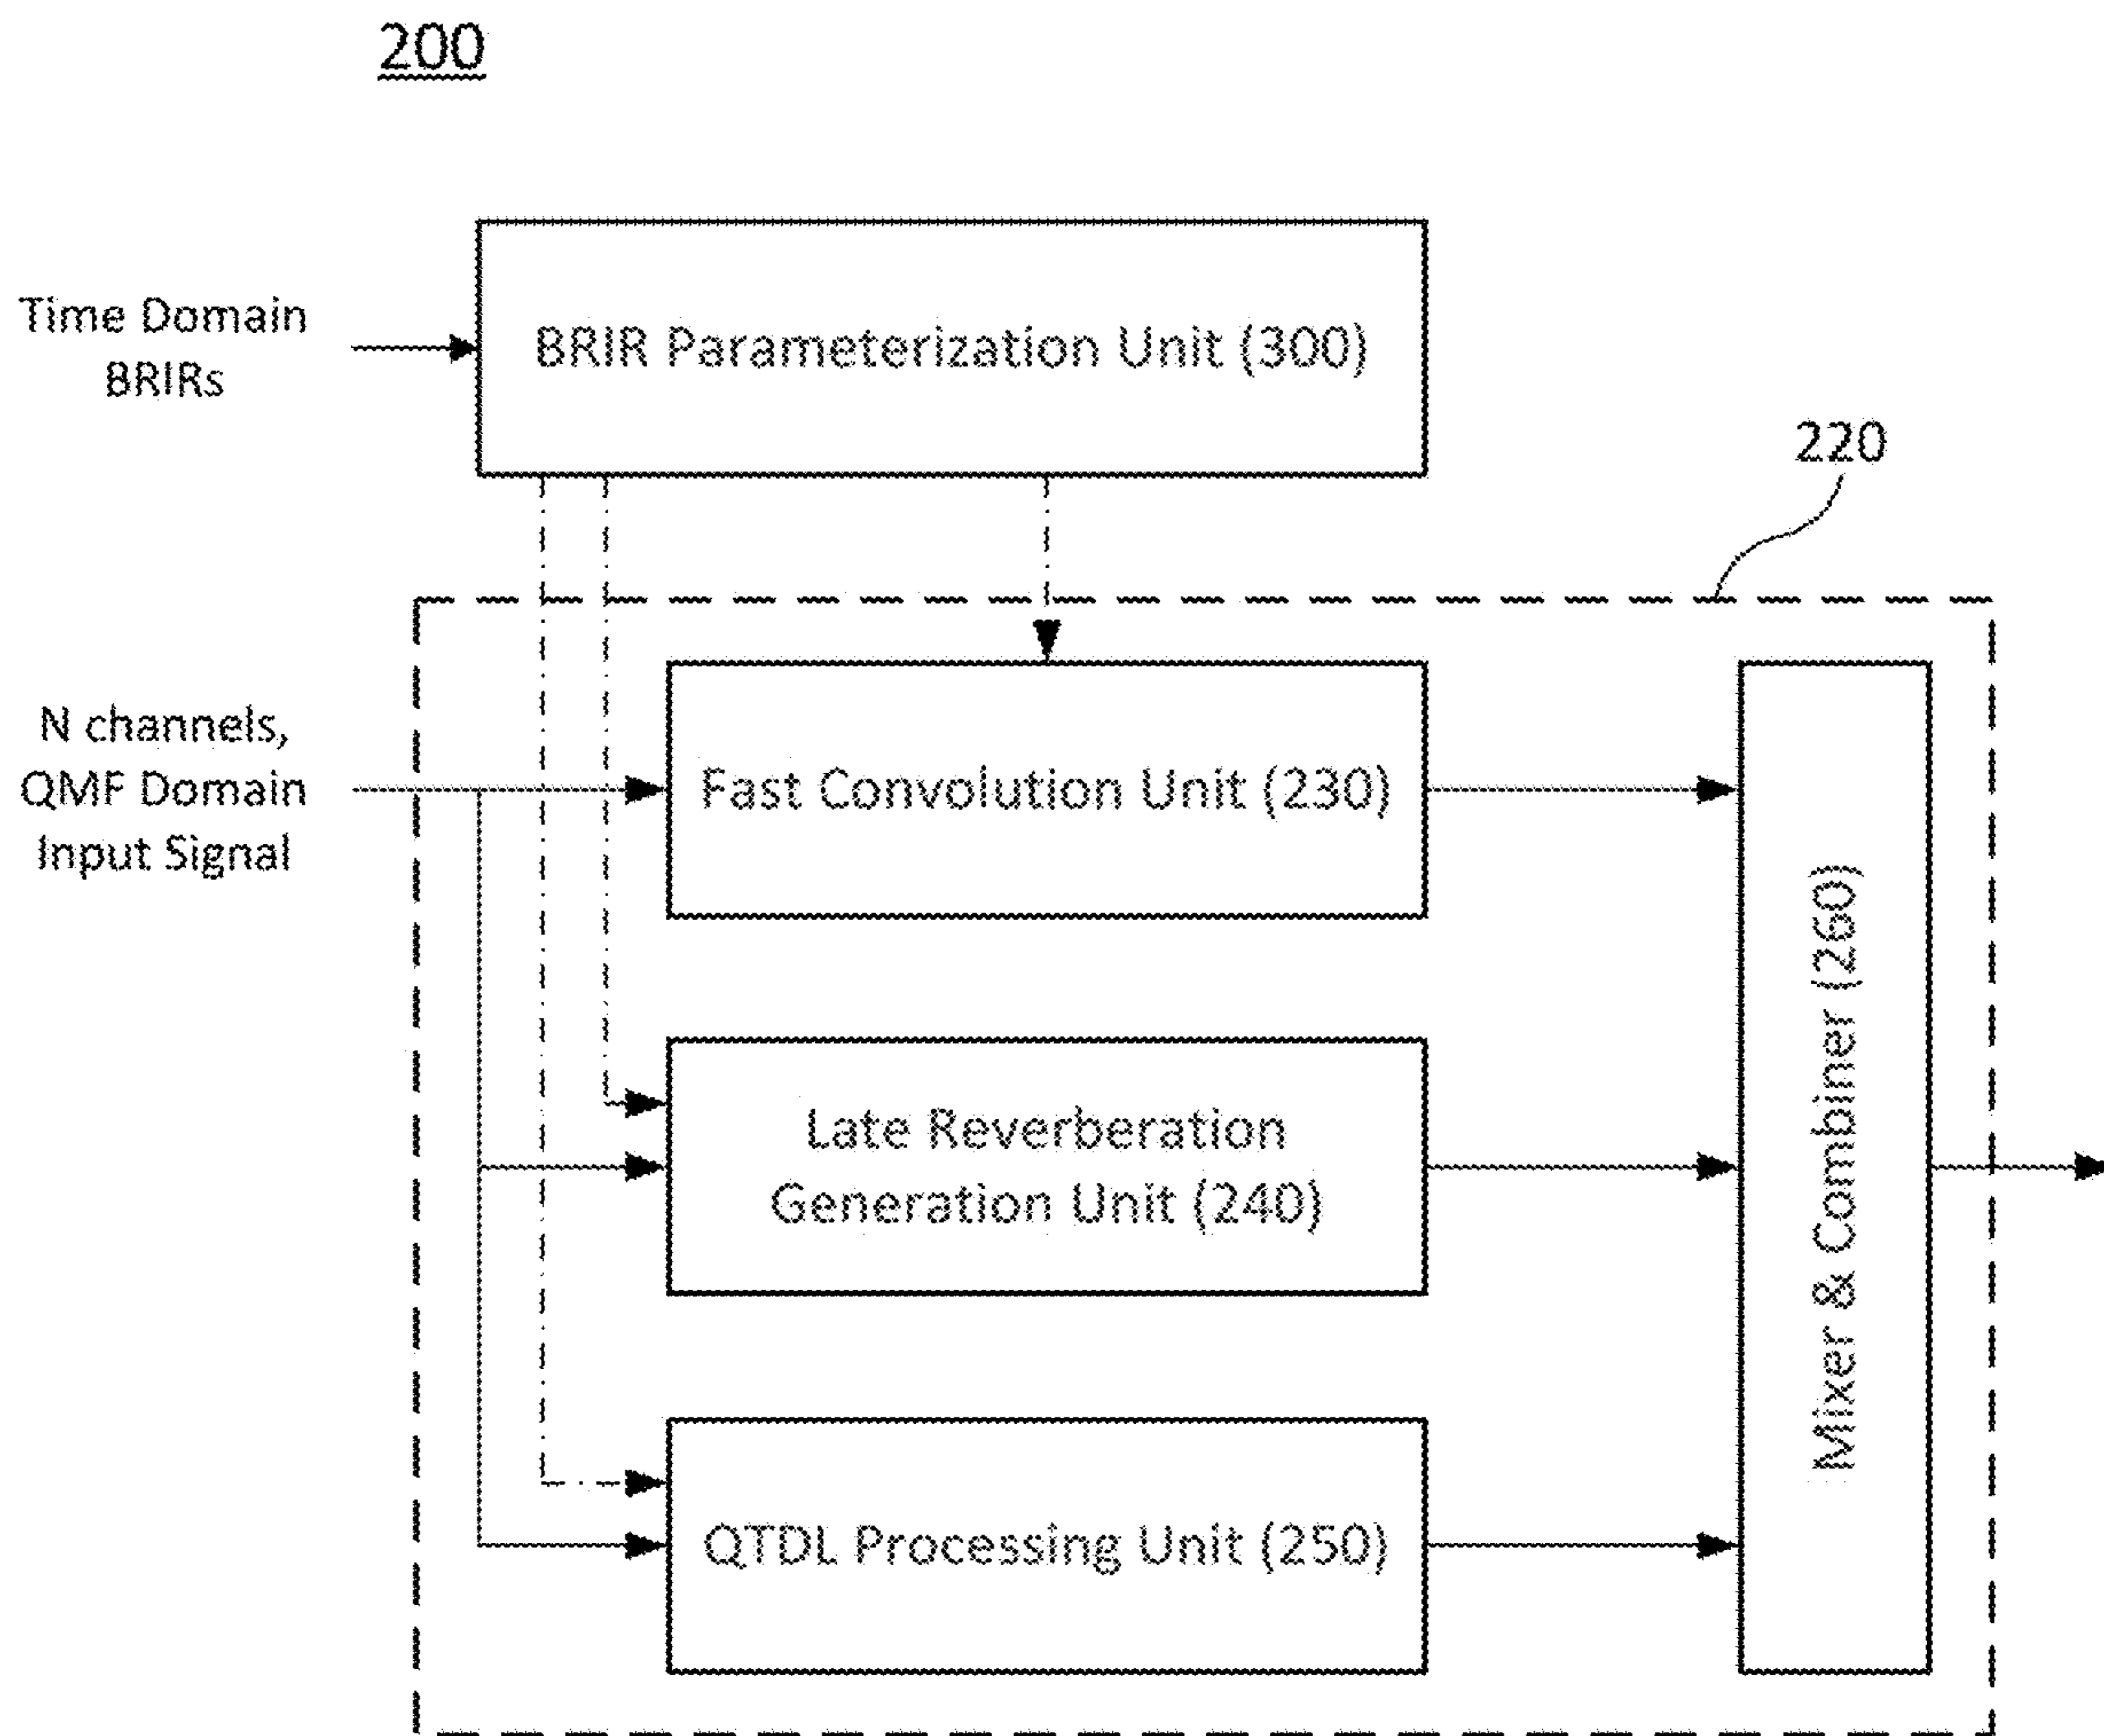 200
Time Domain
BRIRs
BRIR Parameterization Unit (300)
220
N channels,
QMF Domain
Input Signal
Fast Convolution Unit (230)
Late Reverberation
Generation Unit (240)
QTDL Processing Unit (250)
Mixer & Combiner (260)